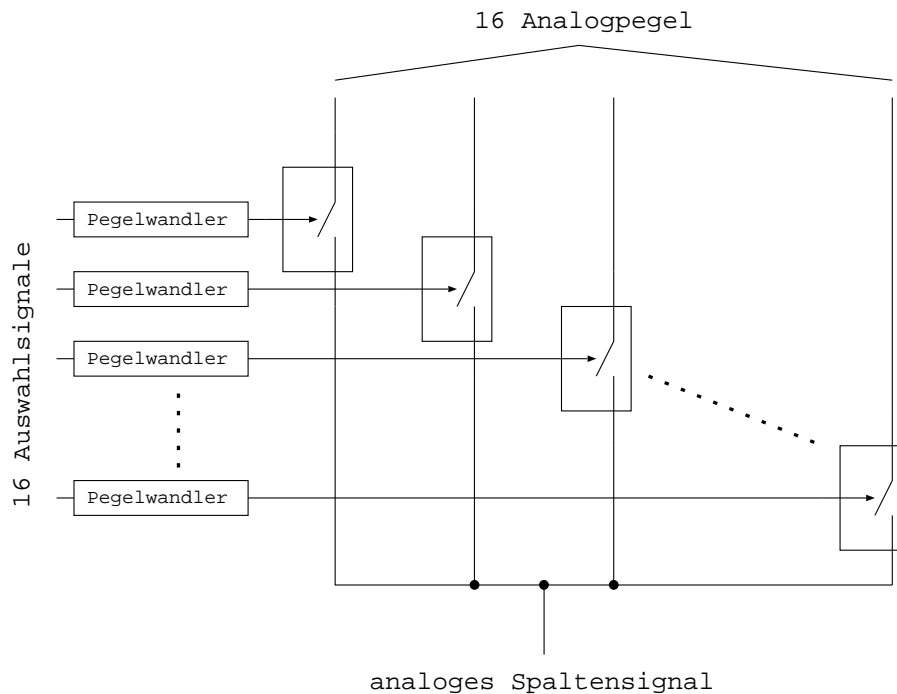 16 Analogpegel
16 Auswahlsignale
Pegelwandler
Pegelwandler
Pegelwandler
Pegelwandler
analoges Spaltensignal